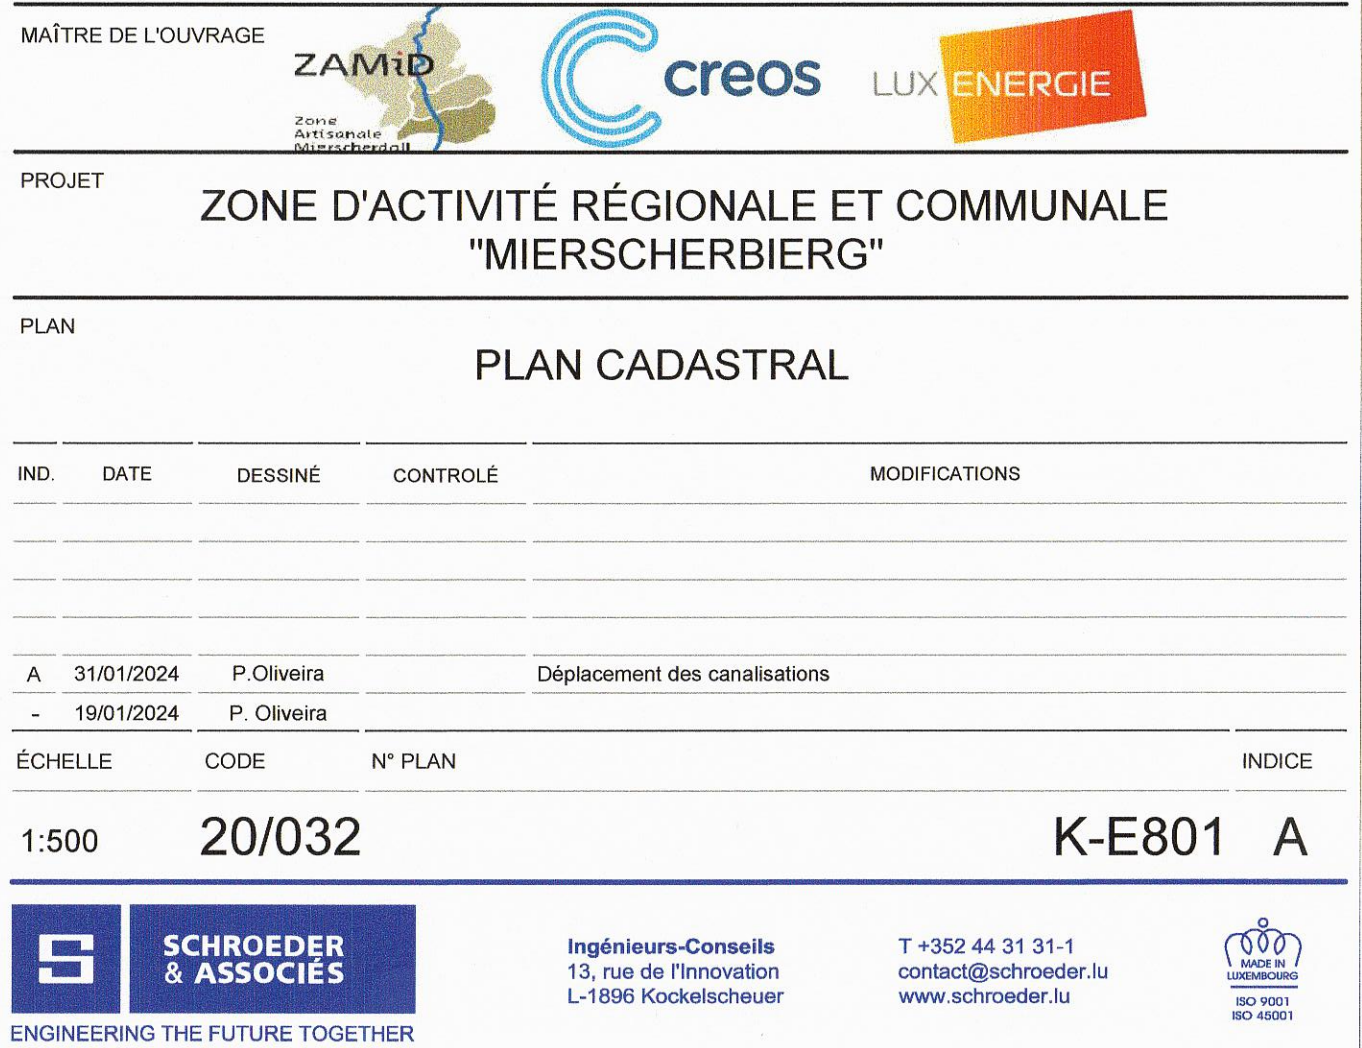 MAÎTRE DE L'OUVRAGE
ZAMiD
Zone
Artisanale
Mierscherdall
creos
LUXENERGIE
PROJET
ZONE D'ACTIVITÉ RÉGIONALE ET COMMUNALE
"MIERSCHERBIERG"
PLAN
PLAN CADASTRAL
IND. DATE DESSINÉ CONTROLÉ MODIFICATIONS
A 31/01/2024 P.Oliveira Déplacement des canalisations
- 19/01/2024 P. Oliveira
ÉCHELLE CODE N° PLAN INDICE
1:500 20/032 K-E801 A
SCHROEDER
& ASSOCIÉS
ENGINEERING THE FUTURE TOGETHER
Ingénieurs-Conseils
13, rue de l'Innovation
L-1896 Kockelscheuer
T +352 44 31 31-1
contact@schroeder.lu
www.schroeder.lu
MADE IN
LUXEMBOURG
ISO 9001
ISO 45001